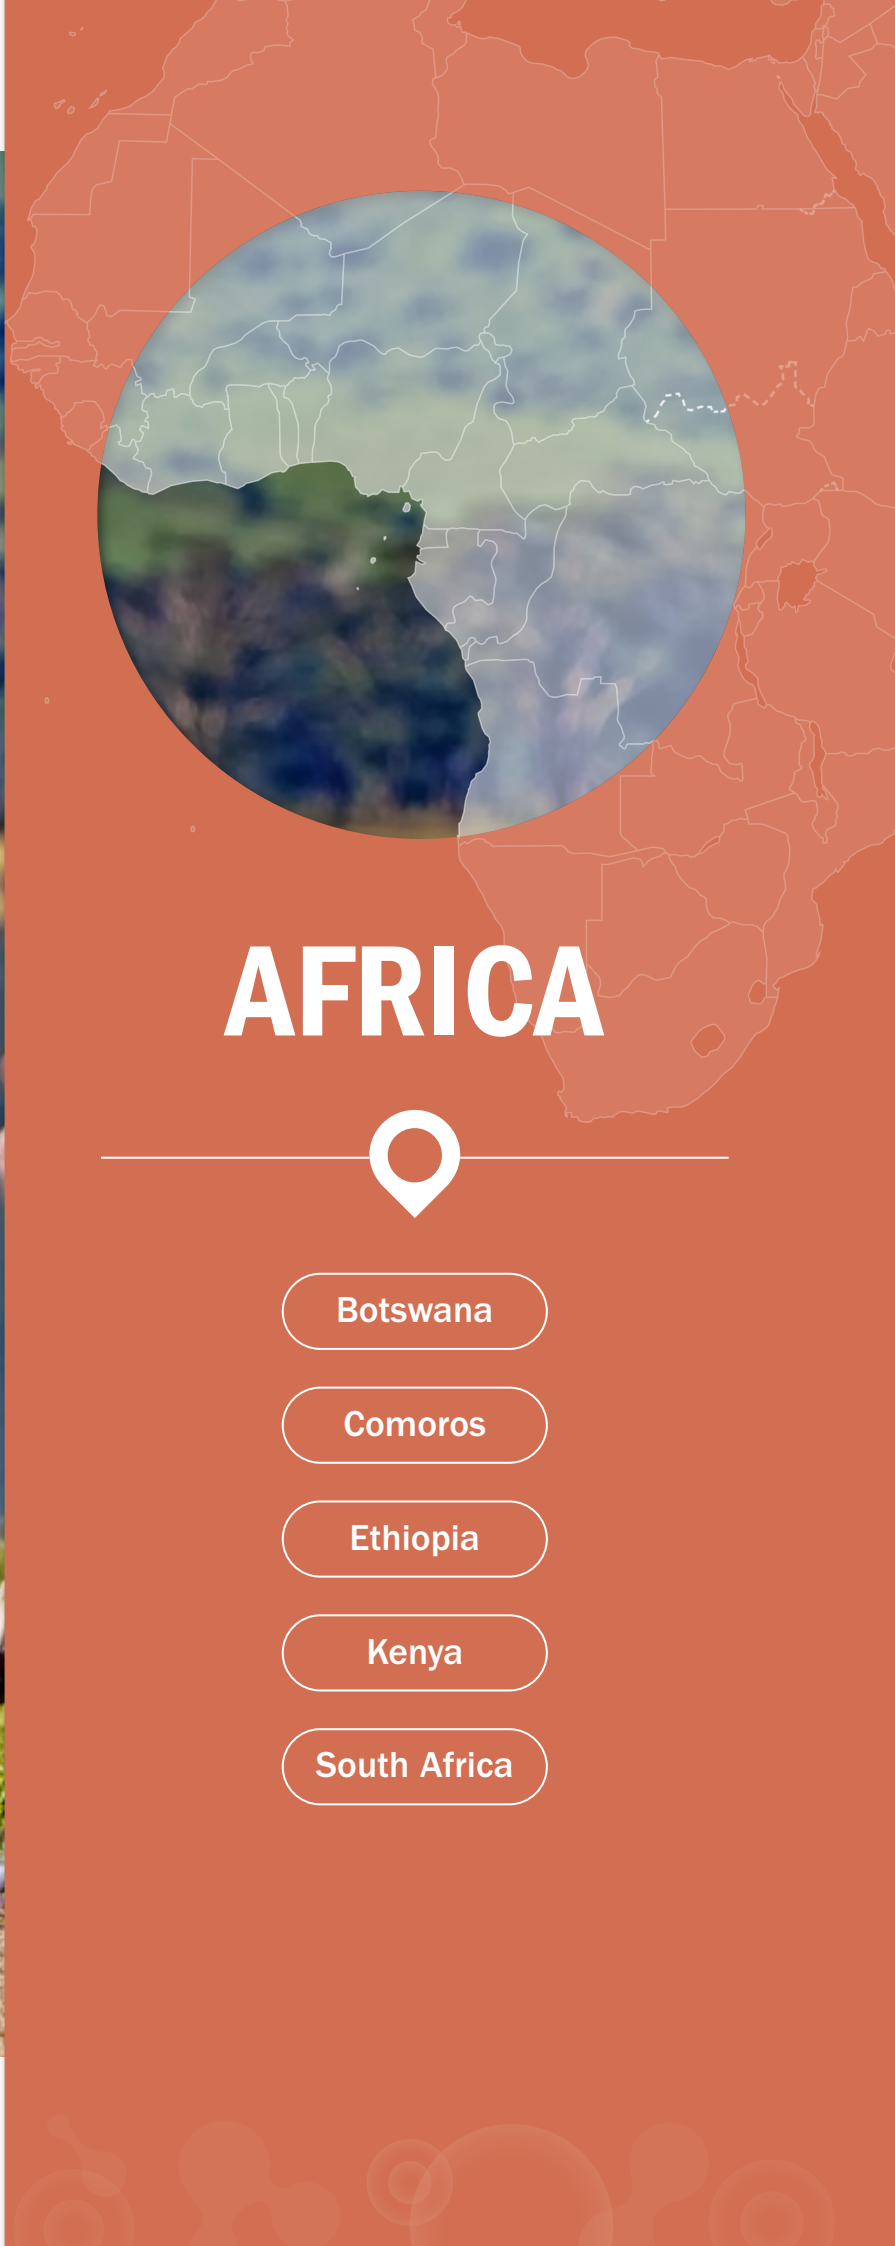 AFRICA
Botswana
Comoros
Ethiopia
Kenya
South Africa